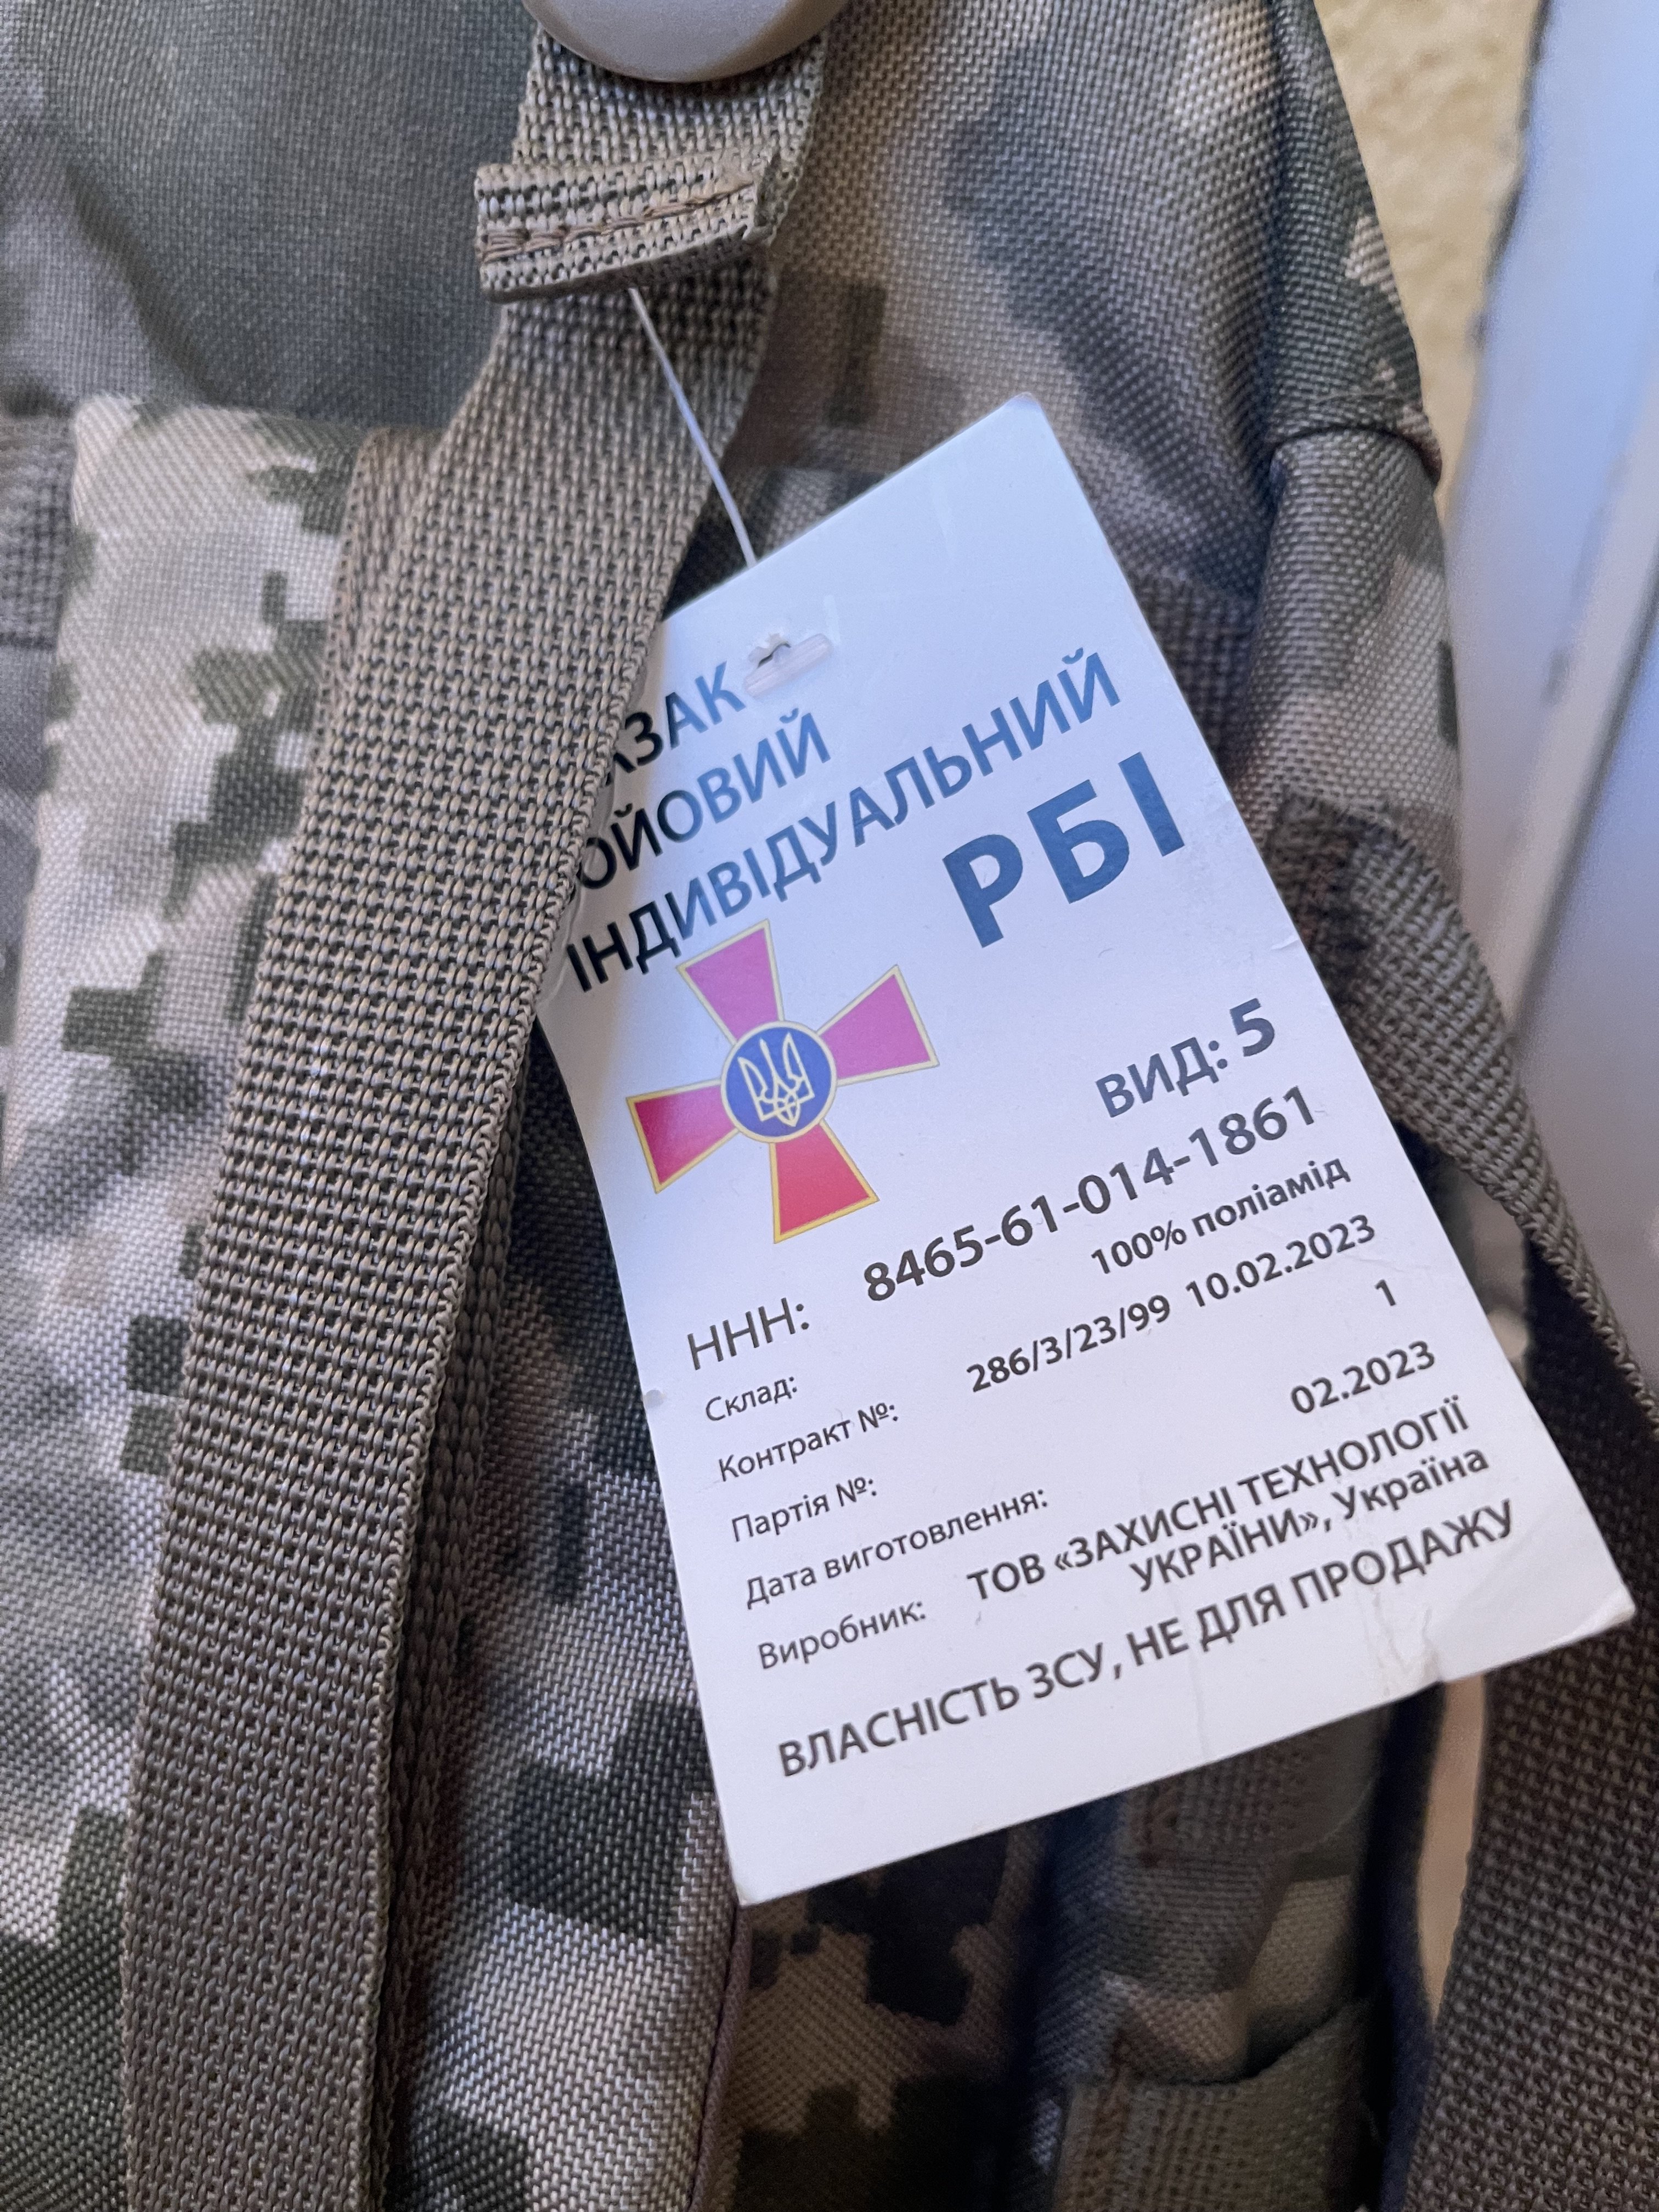 АЗАК
ОЙОВИЙ
ІНДИВІДУАЛЬНИЙ
РБІ
ВИД: 5
ННН: 8465-61-014-1861
Склад: 100% поліамід
Контракт №: 286/3/23/99 10.02.2023
Партія №: 1
Дата виготовлення: 02.2023
Виробник: ТОВ «ЗАХИСНІ ТЕХНОЛОГІЇ
УКРАЇНИ», Україна
ВЛАСНІСТЬ ЗСУ, НЕ ДЛЯ ПРОДАЖУ